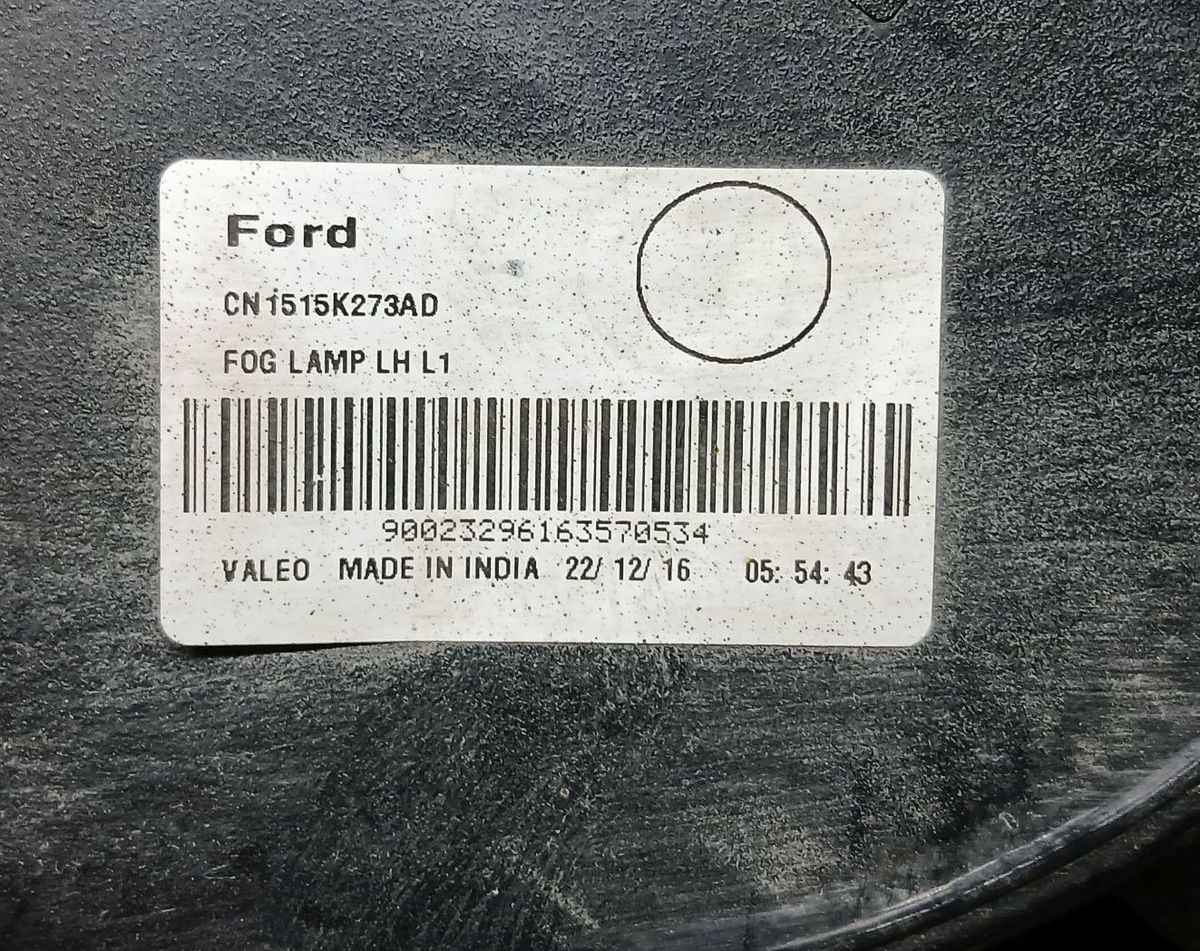 Ford
CN1515K273AD
FOG LAMP LH L1
90023296163570534
VALEO MADE IN INDIA 22/ 12/ 16 05: 54: 43